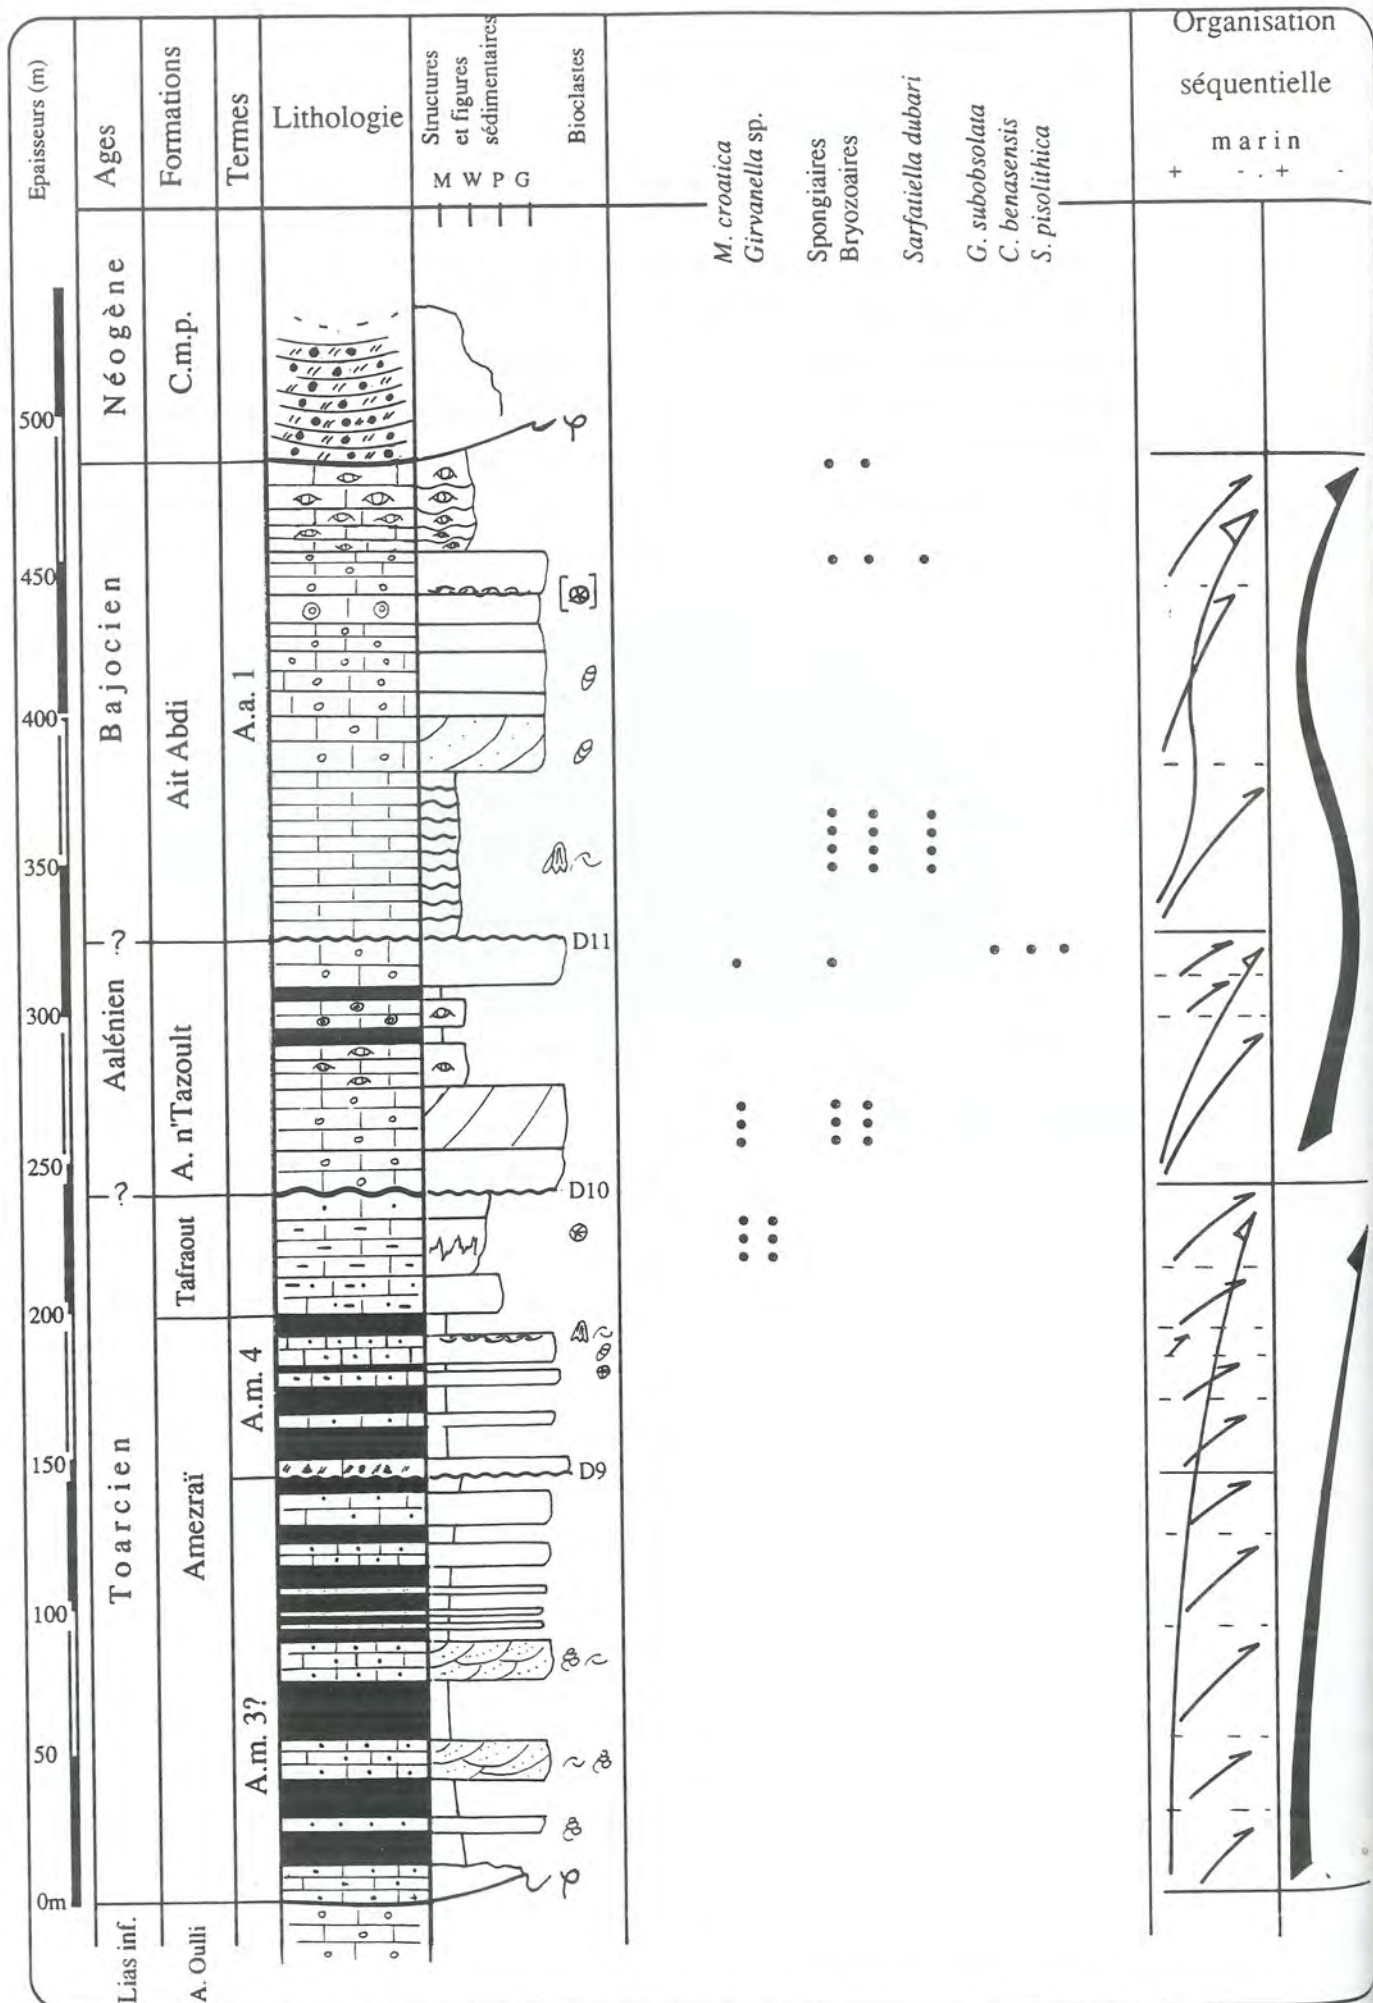 Epaisseurs (m)
Ages
Formations
Termes
Lithologie
Structures
et figures
sédimentaires
M W P G
Bioclastes
M. croatica
Girvanella sp.
Spongiaires
Bryozoaires
Sarfatiella dubari
G. subobsolata
C. benasensis
S. pisolithica
Organisation
séquentielle
marin
+ - + -
Néogène
C.m.p.
500
φ
450
Bajocien
Ait Abdi
A.a. 1
400
350
? D11
300
Aalénien
A. n'Tazoult
250
? D10
Tafraout
200
A.m. 4
150
D9
Toarcien
Amezraï
100
A.m. 3?
50
φ
0m
Lias inf.
A. Oulli